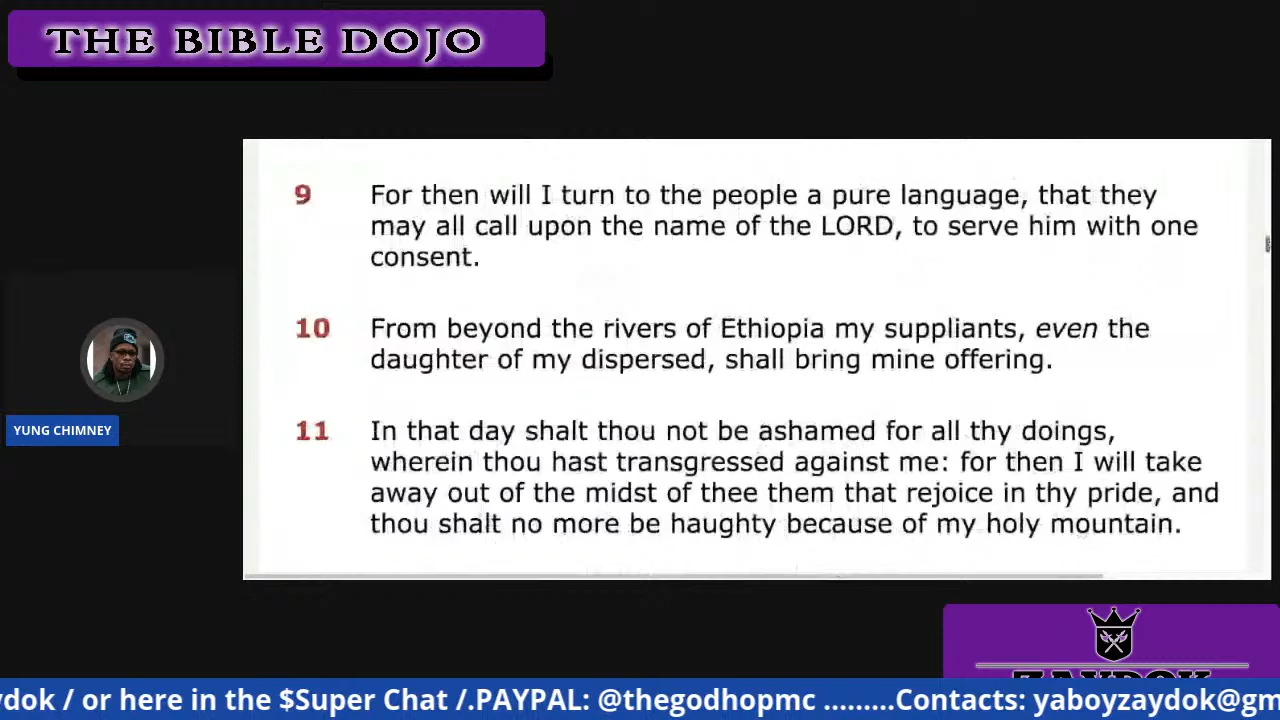 THE BIBLE DOJO
9 For then will I turn to the people a pure language, that they
may all call upon the name of the LORD, to serve him with one
consent.
10 From beyond the rivers of Ethiopia my suppliants, even the
daughter of my dispersed, shall bring mine offering.
11 In that day shalt thou not be ashamed for all thy doings,
wherein thou hast transgressed against me: for then I will take
away out of the midst of thee them that rejoice in thy pride, and
thou shalt no more be haughty because of my holy mountain.
YUNG CHIMNEY
ZAYDOK
ydok / or here in the $Super Chat /.PAYPAL: @thegodhopmc .........Contacts: yaboyzaydok@gm